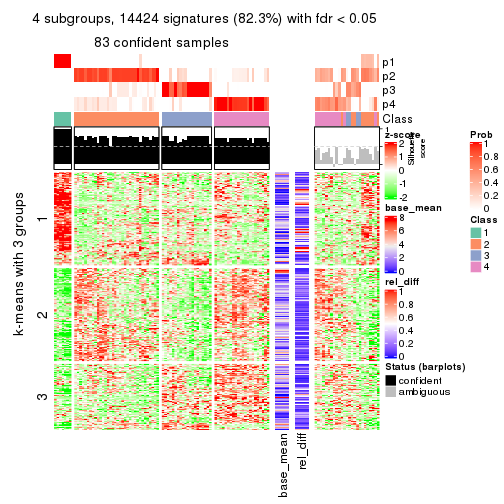 4 subgroups, 14424 signatures (82.3%) with fdr < 0.05
83 confident samples
p1
p2
p3
p4
Class
1
Silhouette
score
k-means with 3 groups
1
2
3
base_mean
rel_diff
z-score
2
1
0
-1
-2
base_mean
8
6
4
2
0
rel_diff
1
0.8
0.6
0.4
0.2
0
Status (barplots)
confident
ambiguous
Prob
1
0.8
0.6
0.4
0.2
0
Class
1
2
3
4